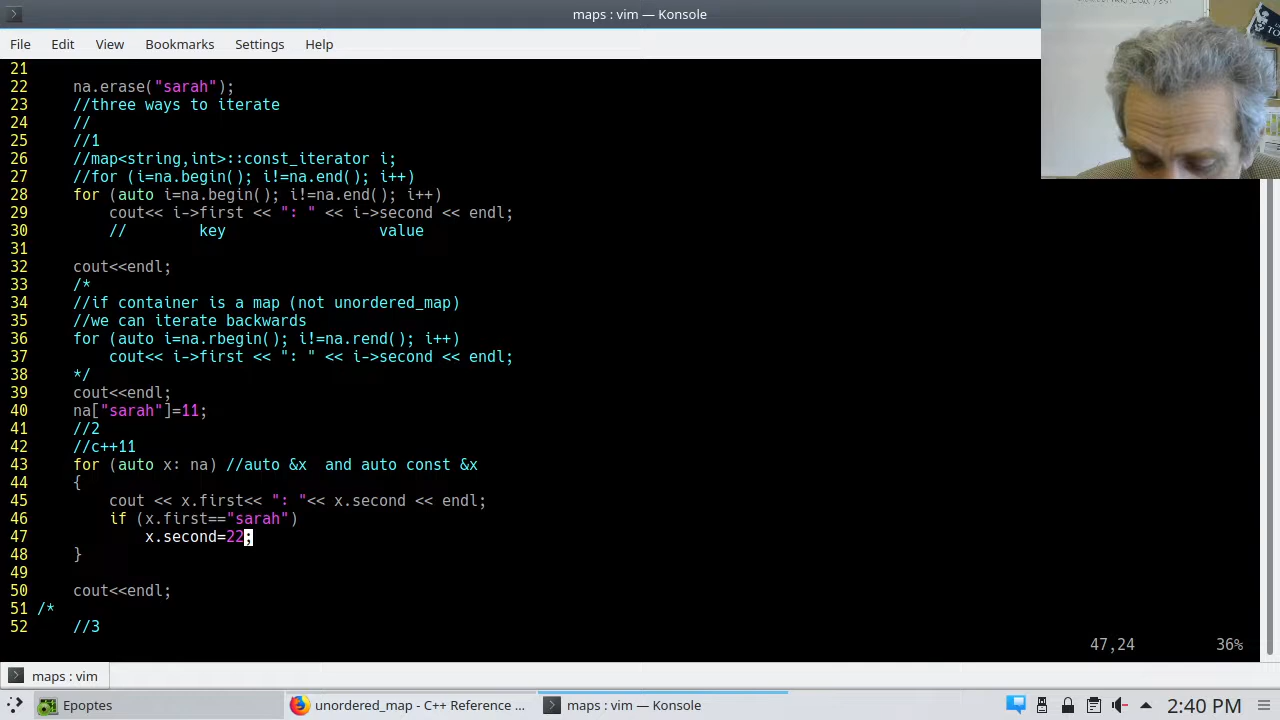 maps : vim — Konsole
File Edit View Bookmarks Settings Help
21
22 na.erase("sarah");
23 //three ways to iterate
24 //
25 //1
26 //map<string,int>::const_iterator i;
27 //for (i=na.begin(); i!=na.end(); i++)
28 for (auto i=na.begin(); i!=na.end(); i++)
29 cout<< i->first << ": " << i->second << endl;
30 // key value
31
32 cout<<endl;
33 /*
34 //if container is a map (not unordered_map)
35 //we can iterate backwards
36 for (auto i=na.rbegin(); i!=na.rend(); i++)
37 cout<< i->first << ": " << i->second << endl;
38 */
39 cout<<endl;
40 na["sarah"]=11;
41 //2
42 //c++11
43 for (auto x: na) //auto &x  and auto const &x
44 {
45 cout << x.first<< ": "<< x.second << endl;
46 if (x.first=="sarah")
47 x.second=22;
48 }
49
50 cout<<endl;
51 /*
52 //3
47,24 36%
maps : vim
Epoptes unordered_map - C++ Reference ... maps : vim — Konsole 2:40 PM